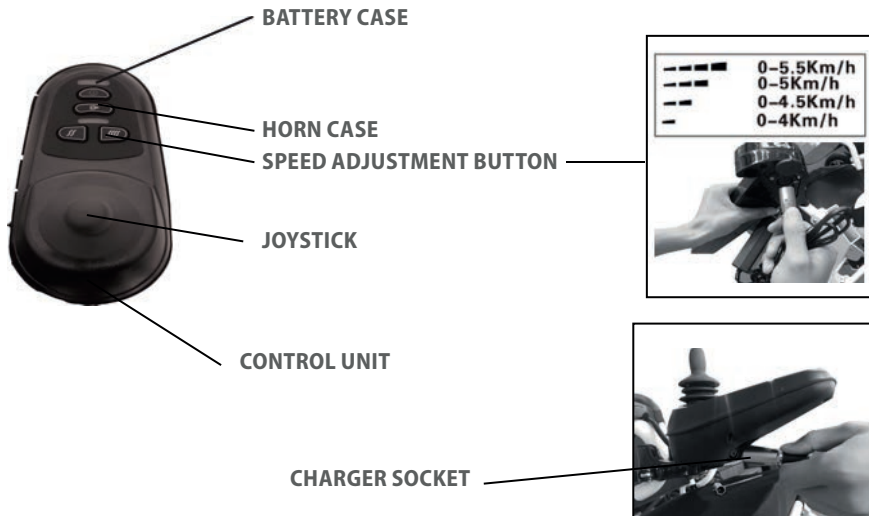 BATTERY CASE
HORN CASE
SPEED ADJUSTMENT BUTTON
0–5.5Km/h
0–5Km/h
0–4.5Km/h
0–4Km/h
JOYSTICK
CONTROL UNIT
CHARGER SOCKET